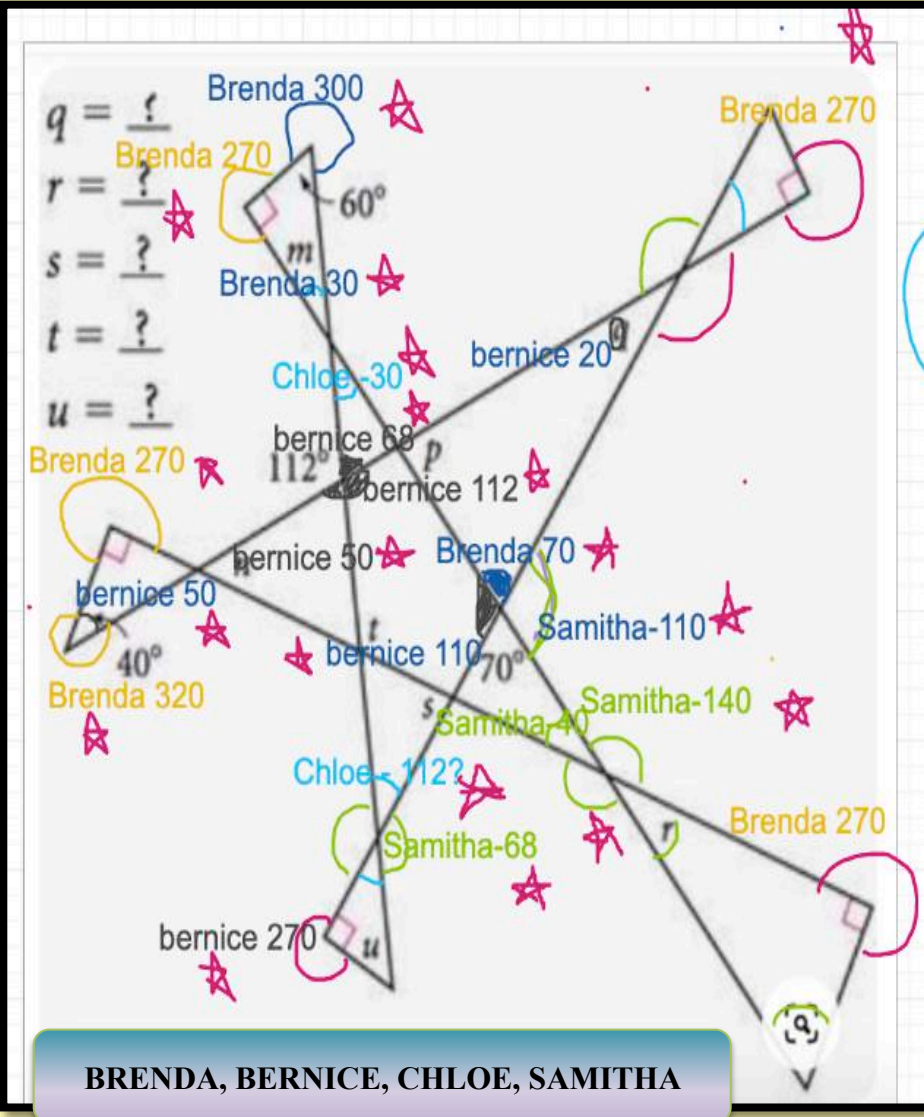 Brenda 300
q = ?
Brenda 270
Brenda 270
r = ?
60°
m
s = ?
Brenda 30
t = ?
bernice 20
Chloe -30
u = ?
bernice 68
p
Brenda 270
112°
bernice 112
bernice 50
Brenda 70
n
bernice 50
Samitha-110
t
40°
bernice 110
70°
Brenda 320
s
Samitha-40
Samitha-140
Chloe - 112?
Brenda 270
r
Samitha-68
bernice 270
u
BRENDA, BERNICE, CHLOE, SAMITHA